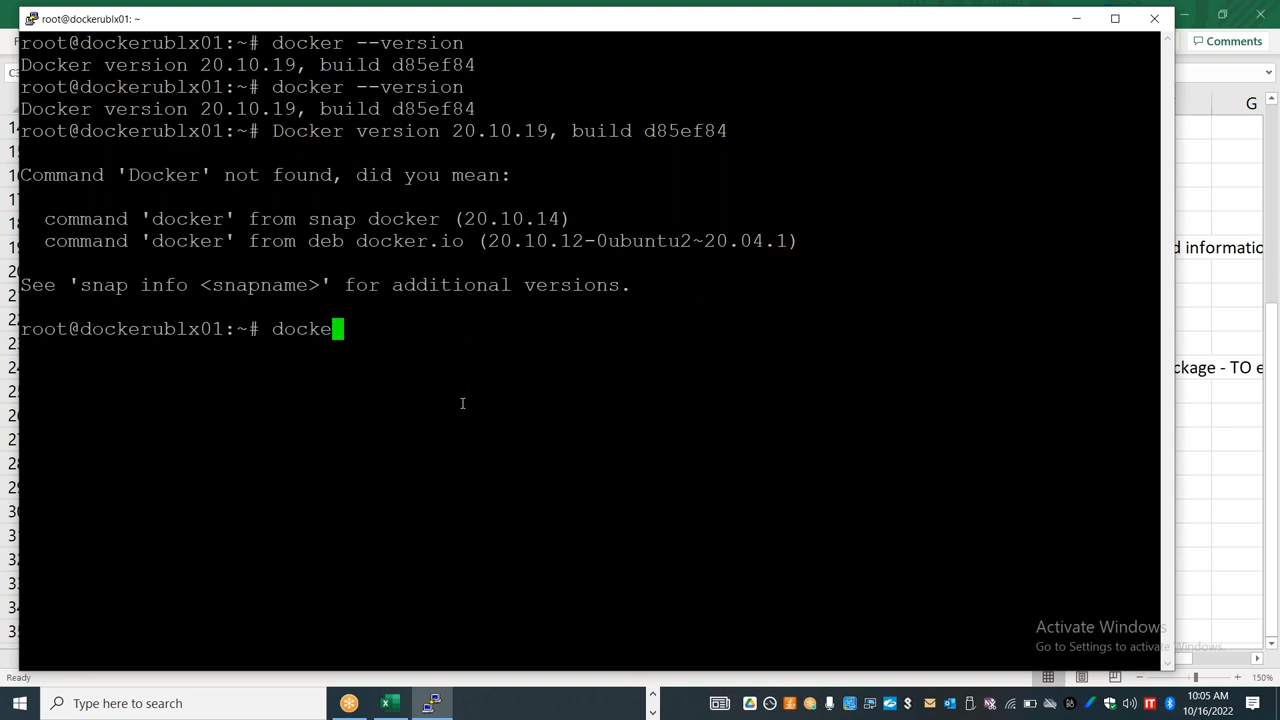 root@dockerublx01: ~
root@dockerublx01:~# docker --version
Docker version 20.10.19, build d85ef84
root@dockerublx01:~# docker --version
Docker version 20.10.19, build d85ef84
root@dockerublx01:~# Docker version 20.10.19, build d85ef84
Command 'Docker' not found, did you mean:
command 'docker' from snap docker (20.10.14)
command 'docker' from deb docker.io (20.10.12-0ubuntu2~20.04.1)
See 'snap info <snapname>' for additional versions.
root@dockerublx01:~# docke
Comments
G
d informatio
ckage - TO e
Activate Windows
Go to Settings to activate Windows.
Ready
150%
Type here to search
10:05 AM
10/16/2022